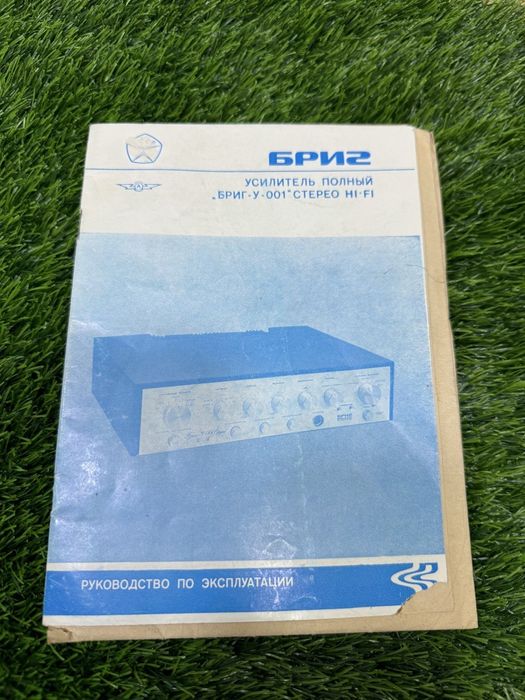 БРИГ
УСИЛИТЕЛЬ ПОЛНЫЙ
„БРИГ-У-001" СТЕРЕО HI-FI
РУКОВОДСТВО ПО ЭКСПЛУАТАЦИИ